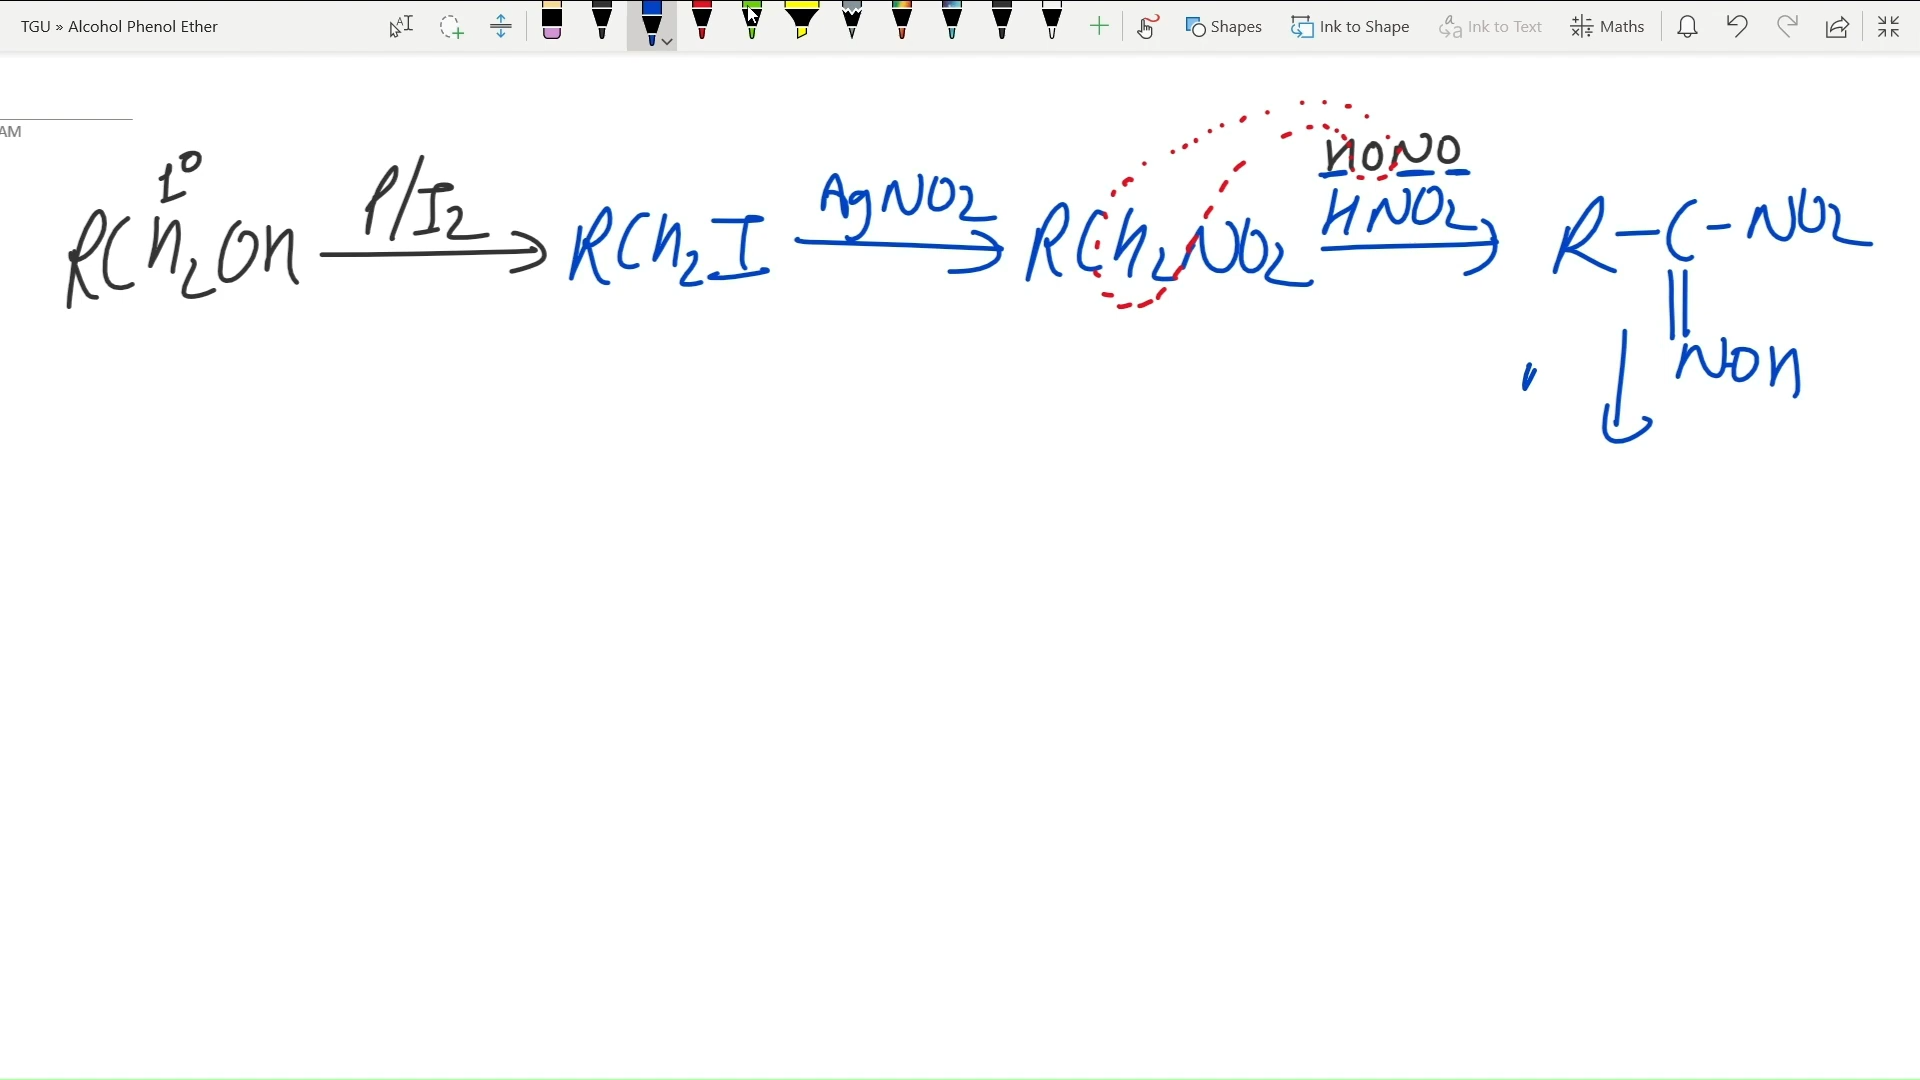 TGU » Alcohol Phenol Ether
Shapes
Ink to Shape
Ink to Text
Maths
AM
1°
HONO
P/I2
AgNO2
HNO2
RCH2OH → RCH2I → RCH2NO2 → R-C-NO2
NOH